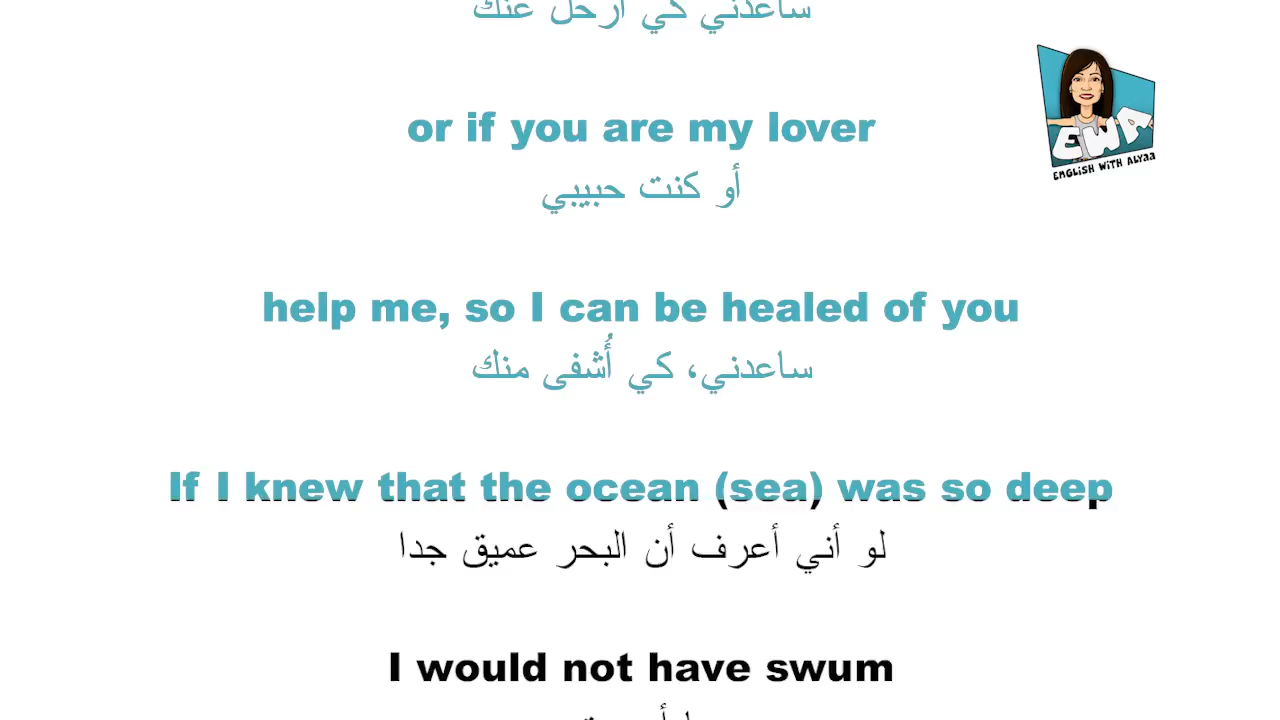 ساعدني كي أرحل عنك
or if you are my lover
أو كنت حبيبي
help me, so I can be healed of you
ساعدني، كي أُشفى منك
If I knew that the ocean (sea) was so deep
لو أني أعرف أن البحر عميق جدا
I would not have swum
EWA
ENGLiSH WiTH ALYaa